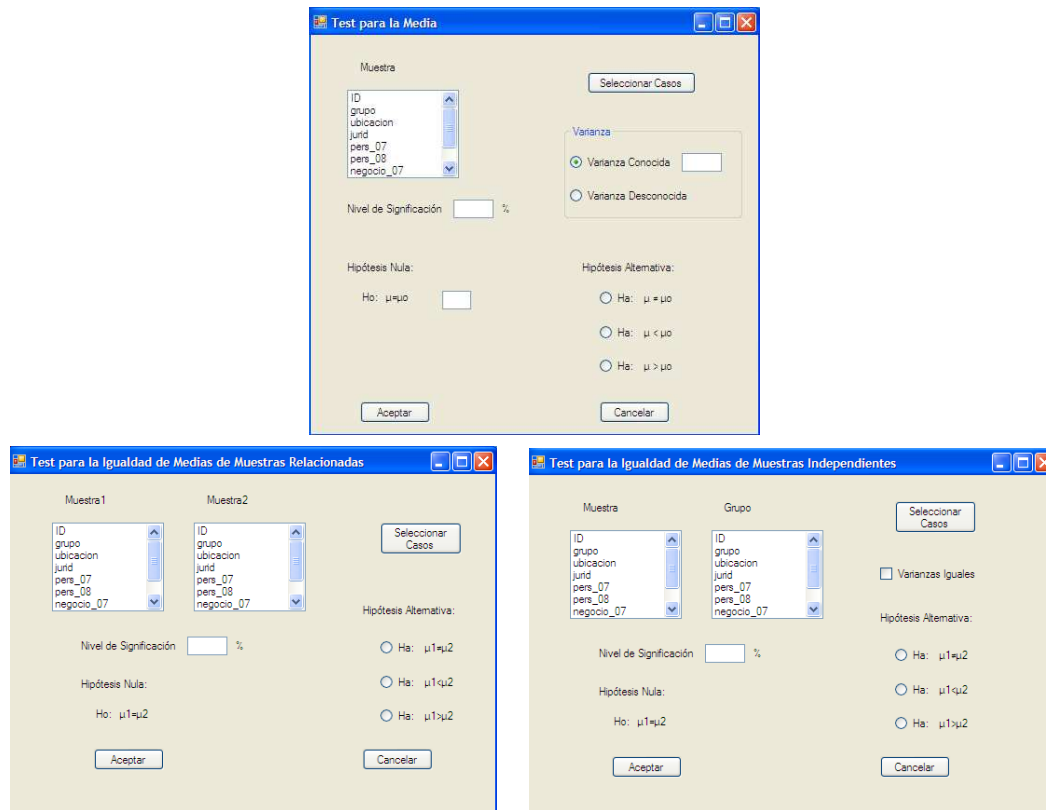 Test para la Media
Muestra
ID
grupo
ubicacion
jurid
pers_07
pers_08
negocio_07
Seleccionar Casos
Varianza
Varianza Conocida
Varianza Desconocida
Nivel de Significación %
Hipótesis Nula:
Ho: μ=μo
Hipótesis Alternativa:
Ha: μ ≠ μo
Ha: μ < μo
Ha: μ > μo
Aceptar
Cancelar
Test para la Igualdad de Medias de Muestras Relacionadas
Muestra1
ID
grupo
ubicacion
jurid
pers_07
pers_08
negocio_07
Muestra2
ID
grupo
ubicacion
jurid
pers_07
pers_08
negocio_07
Seleccionar
Casos
Nivel de Significación %
Hipótesis Nula:
Ho: μ1=μ2
Hipótesis Alternativa:
Ha: μ1≠μ2
Ha: μ1<μ2
Ha: μ1>μ2
Aceptar
Cancelar
Test para la Igualdad de Medias de Muestras Independientes
Muestra
ID
grupo
ubicacion
jurid
pers_07
pers_08
negocio_07
Grupo
ID
grupo
ubicacion
jurid
pers_07
pers_08
negocio_07
Seleccionar
Casos
Varianzas Iguales
Nivel de Significación %
Hipótesis Nula:
Ho: μ1=μ2
Hipótesis Alternativa:
Ha: μ1≠μ2
Ha: μ1<μ2
Ha: μ1>μ2
Aceptar
Cancelar